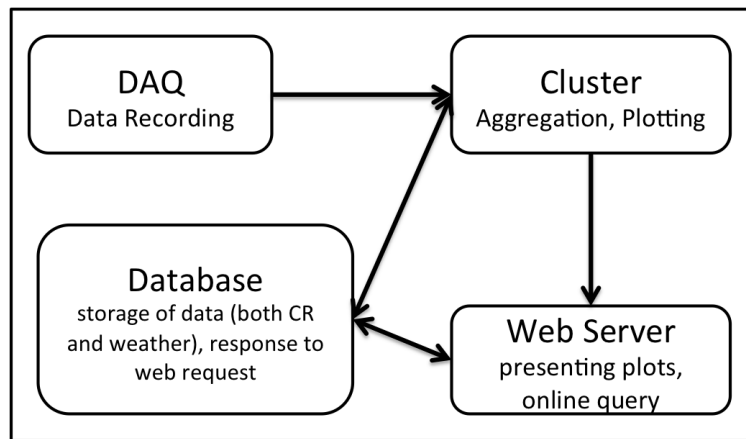 DAQ
Data Recording
Cluster
Aggregation, Plotting
Database
storage of data (both CR
and weather), response to
web request
Web Server
presenting plots,
online query